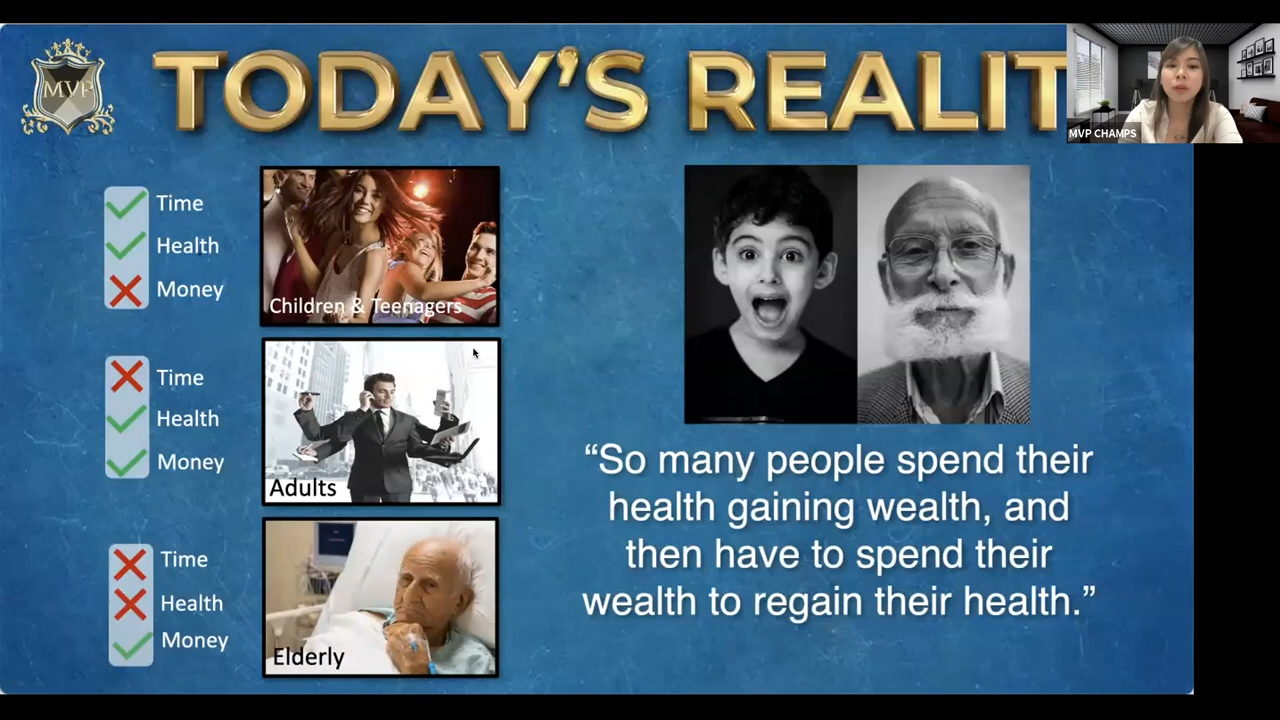 MVP
TODAY'S REALIT
MVP CHAMPS
Time
Health
Money
Children & Teenagers
Time
Health
Money
Adults
Time
Health
Money
Elderly
“So many people spend their
health gaining wealth, and
then have to spend their
wealth to regain their health.”